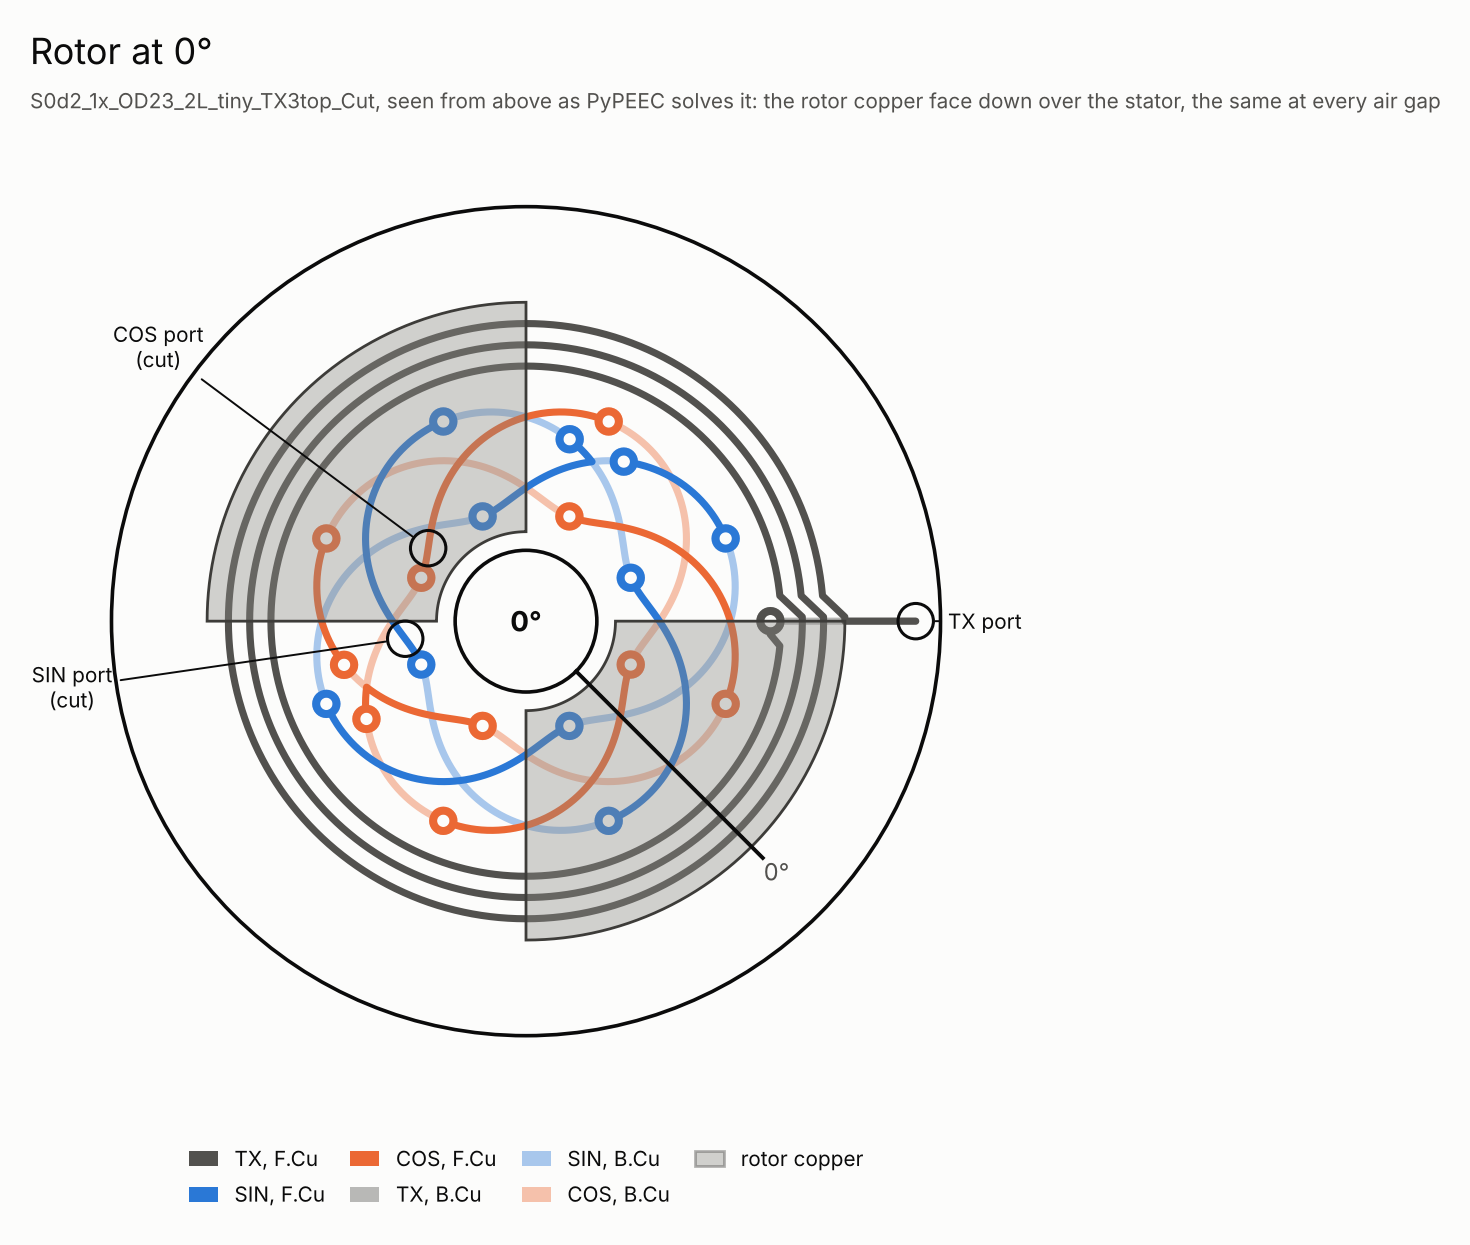 Rotor at 0°
S0d2_1x_OD23_2L_tiny_TX3top_Cut, seen from above as PyPEEC solves it: the rotor copper face down over the stator, the same at every air gap
COS port
(cut)
0°
TX port
SIN port
(cut)
0°
TX, F.Cu
COS, F.Cu
SIN, B.Cu
rotor copper
SIN, F.Cu
TX, B.Cu
COS, B.Cu